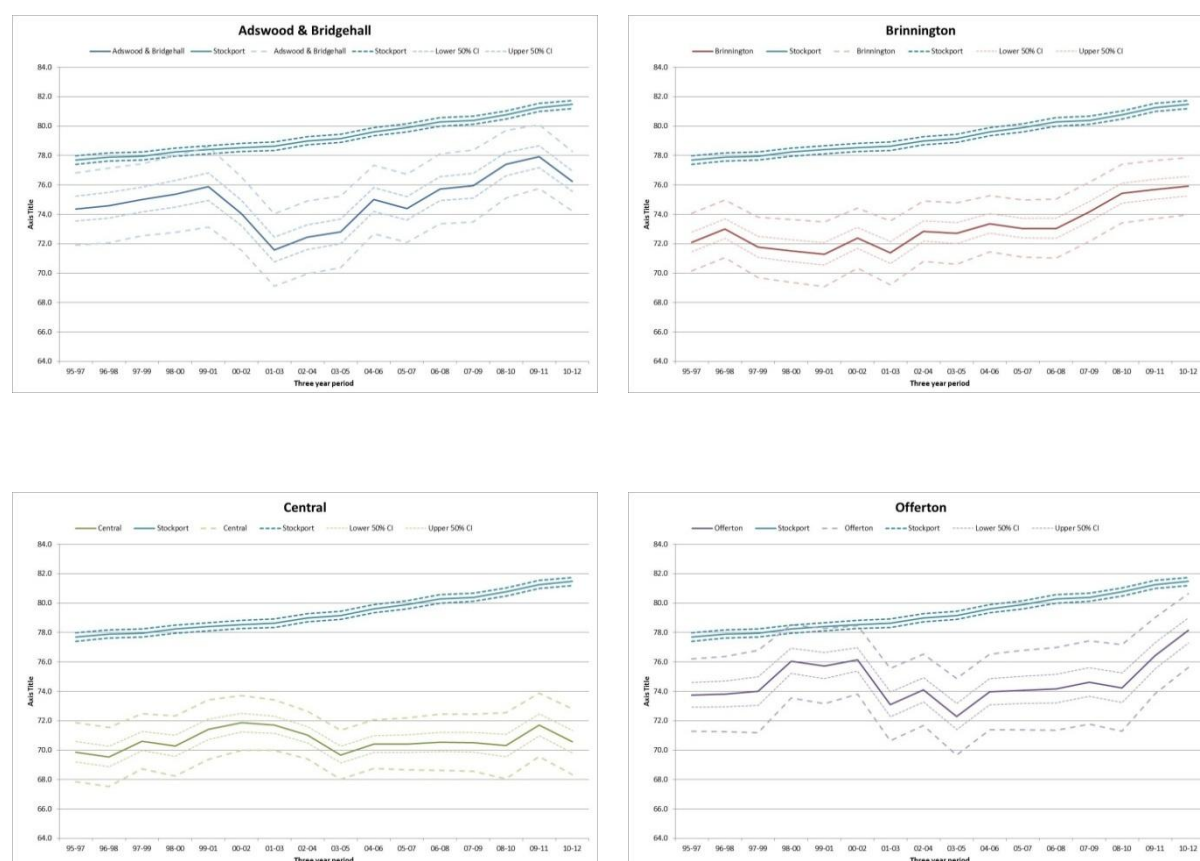 Adswood & Bridgehall
Adswood & Bridgehall Stockport Adswood & Bridgehall Stockport Lower 50% CI Upper 50% CI
84.0
82.0
80.0
78.0
76.0
74.0
72.0
70.0
68.0
66.0
64.0
Axis Title
95-97 96-98 97-99 98-00 99-01 00-02 01-03 02-04 03-05 04-06 05-07 06-08 07-09 08-10 09-11 10-12
Three year period
Brinnington
Brinnington Stockport Brinnington Stockport Lower 50% CI Upper 50% CI
84.0
82.0
80.0
78.0
76.0
74.0
72.0
70.0
68.0
66.0
64.0
Axis Title
95-97 96-98 97-99 98-00 99-01 00-02 01-03 02-04 03-05 04-06 05-07 06-08 07-09 08-10 09-11 10-12
Three year period
Central
Central Stockport Central Stockport Lower 50% CI Upper 50% CI
84.0
82.0
80.0
78.0
76.0
74.0
72.0
70.0
68.0
66.0
64.0
Axis Title
95-97 96-98 97-99 98-00 99-01 00-02 01-03 02-04 03-05 04-06 05-07 06-08 07-09 08-10 09-11 10-12
Three year period
Offerton
Offerton Stockport Offerton Stockport Lower 50% CI Upper 50% CI
84.0
82.0
80.0
78.0
76.0
74.0
72.0
70.0
68.0
66.0
64.0
Axis Title
95-97 96-98 97-99 98-00 99-01 00-02 01-03 02-04 03-05 04-06 05-07 06-08 07-09 08-10 09-11 10-12
Three year period